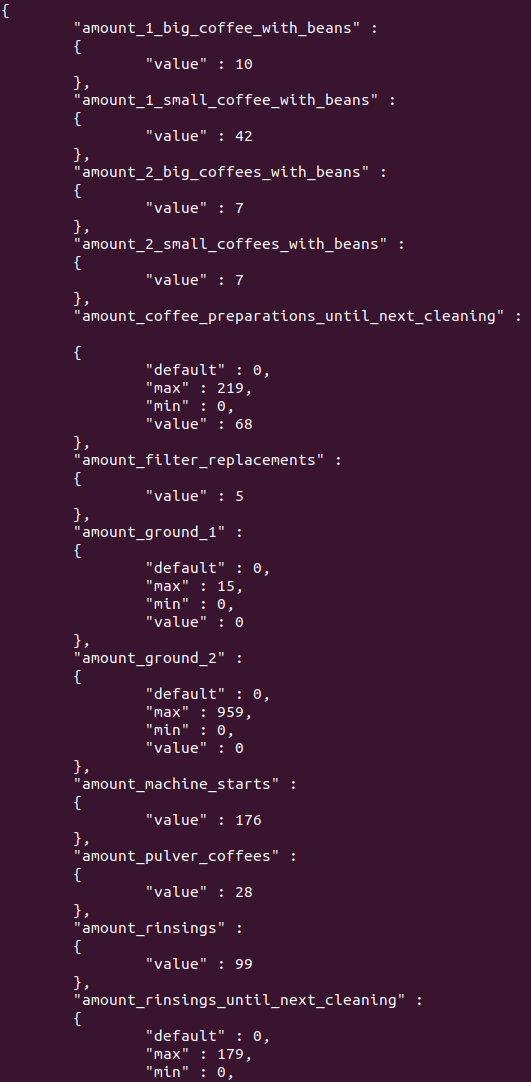 {
"amount_1_big_coffee_with_beans" :
{
"value" : 10
},
"amount_1_small_coffee_with_beans" :
{
"value" : 42
},
"amount_2_big_coffees_with_beans" :
{
"value" : 7
},
"amount_2_small_coffees_with_beans" :
{
"value" : 7
},
"amount_coffee_preparations_until_next_cleaning" :
{
"default" : 0,
"max" : 219,
"min" : 0,
"value" : 68
},
"amount_filter_replacements" :
{
"value" : 5
},
"amount_ground_1" :
{
"default" : 0,
"max" : 15,
"min" : 0,
"value" : 0
},
"amount_ground_2" :
{
"default" : 0,
"max" : 959,
"min" : 0,
"value" : 0
},
"amount_machine_starts" :
{
"value" : 176
},
"amount_pulver_coffees" :
{
"value" : 28
},
"amount_rinsings" :
{
"value" : 99
},
"amount_rinsings_until_next_cleaning" :
{
"default" : 0,
"max" : 179,
"min" : 0,